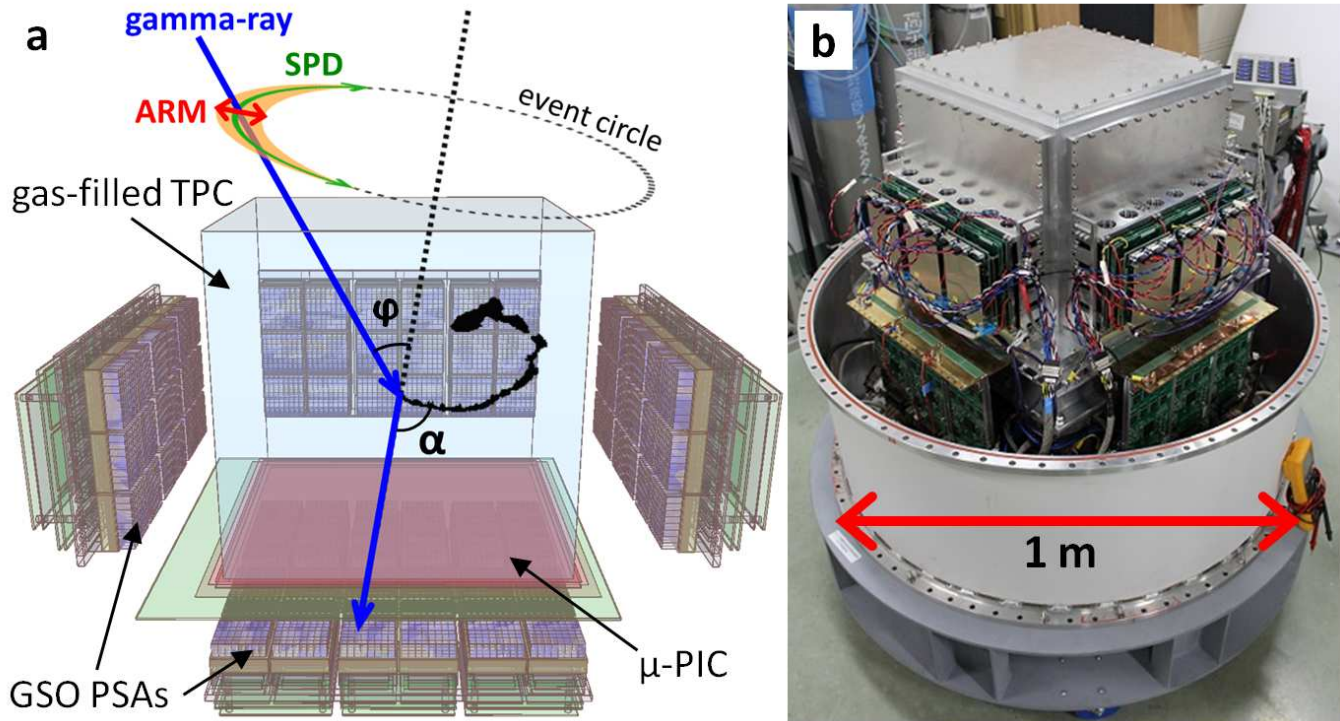 a
gamma-ray
SPD
ARM
event circle
gas-filled TPC
φ
α
GSO PSAs
μ-PIC
b
1 m